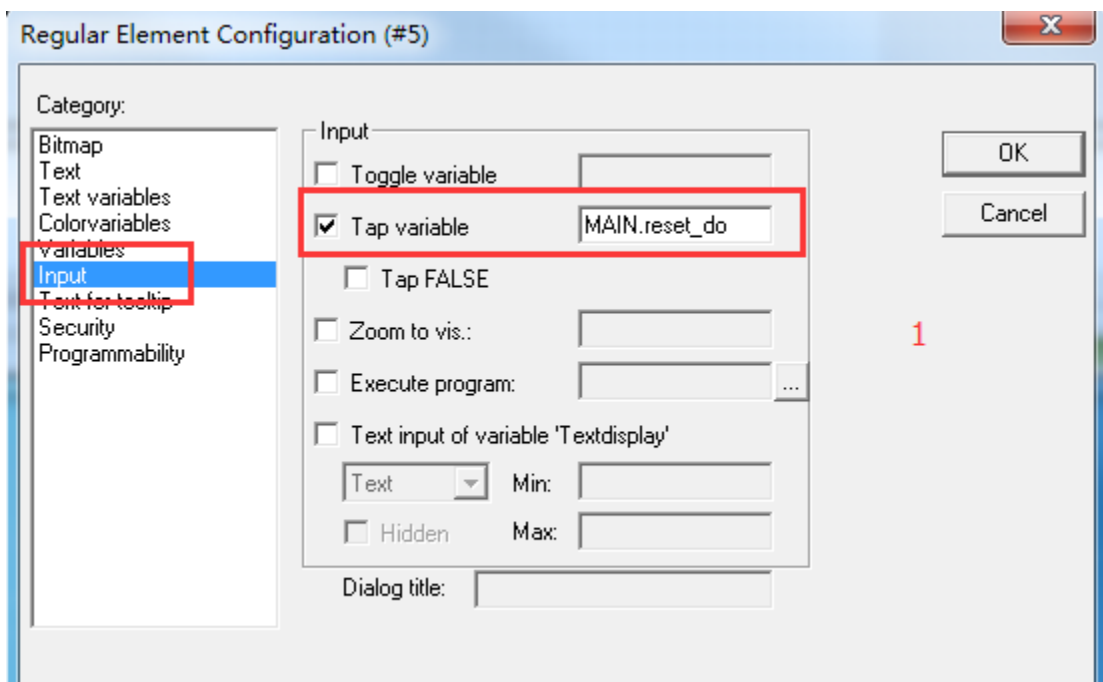 Regular Element Configuration (#5)
Category:
Bitmap
Text
Text variables
Colorvariables
Variables
Input
Text for tooltip
Security
Programmability
Input
Toggle variable
Tap variable
MAIN.reset_do
Tap FALSE
Zoom to vis.:
Execute program:
...
Text input of variable 'Textdisplay'
Text
Min:
Hidden
Max:
Dialog title:
OK
Cancel
1